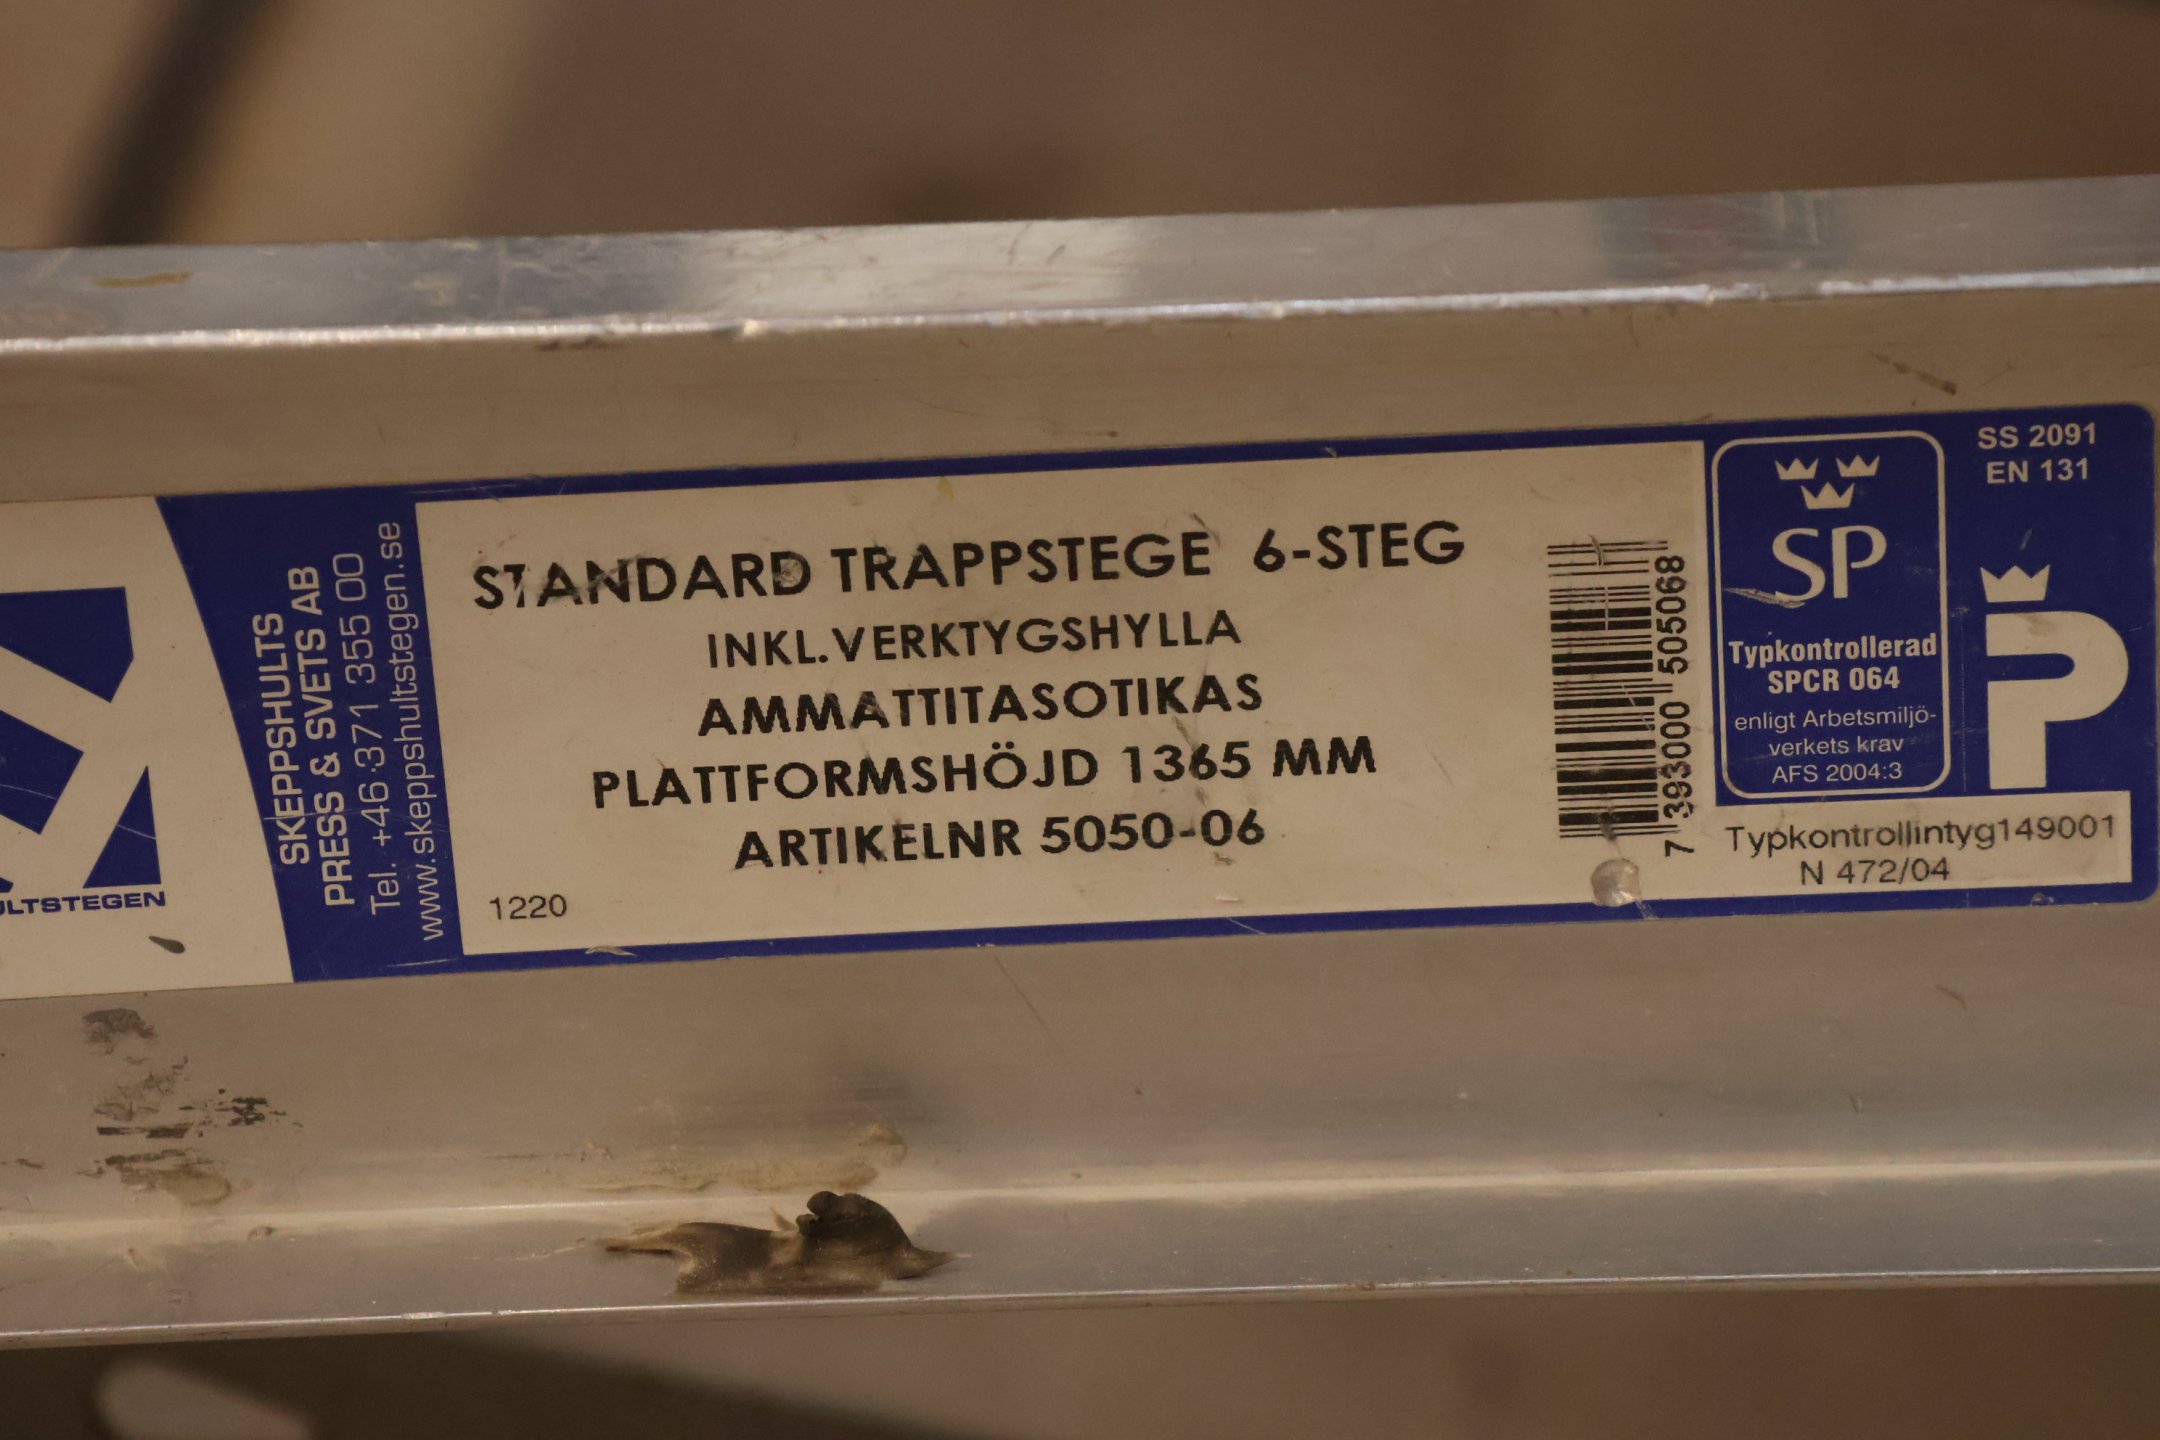 ULTSTEGEN
SKEPPSHULTS
PRESS & SVETS AB
Tel. +46 371 355 00
www.skeppshultstegen.se
STANDARD TRAPPSTEGE 6-STEG
INKL.VERKTYGSHYLLA
AMMATTITASOTIKAS
PLATTFORMSHÖJD 1365 MM
ARTIKELNR 5050-06
1220
7 393000 505068
SP
Typkontrollerad
SPCR 064
enligt Arbetsmiljö-
verkets krav
AFS 2004:3
SS 2091
EN 131
P
Typkontrollintyg149001
N 472/04